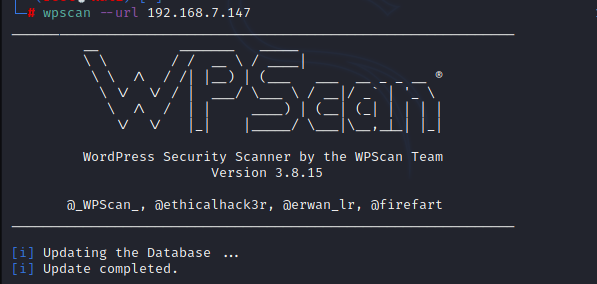 # wpscan --url 192.168.7.147
WPScan ®
WordPress Security Scanner by the WPScan Team
Version 3.8.15
@_WPScan_, @ethicalhack3r, @erwan_lr, @firefart
[i] Updating the Database ...
[i] Update completed.